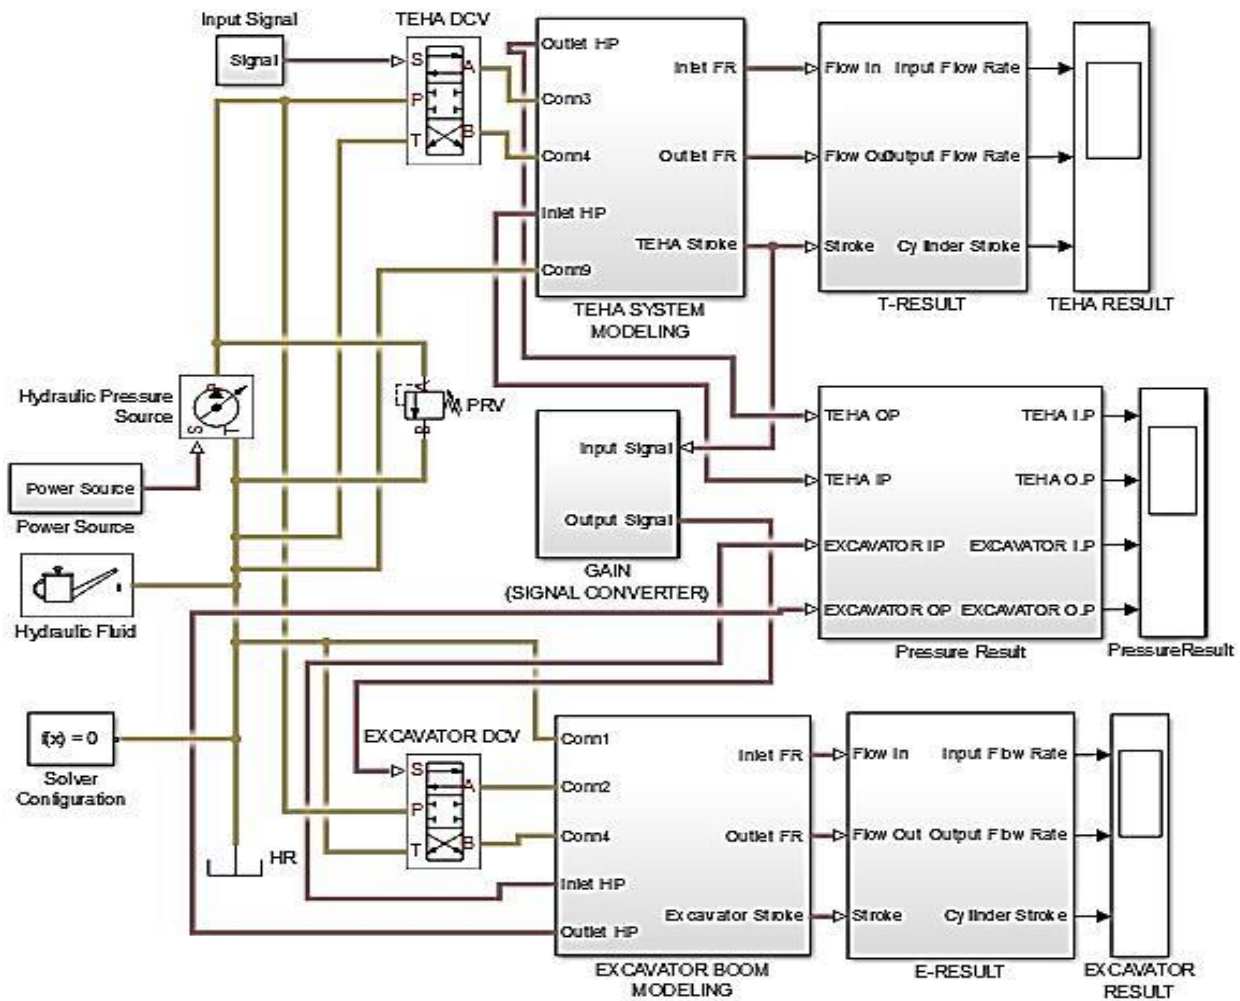 Input Signal
Signal
TEHA DCV
S
A
P
B
T
Outlet HP
Conn3
Conn4
Inlet HP
Conn9
Inlet FR
Outlet FR
TEHA Stroke
TEHA SYSTEM
MODELING
Flow In
Input Flow Rate
Flow Out
Output Flow Rate
Stroke
Cylinder Stroke
T-RESULT
TEHA RESULT
Hydraulic Pressure
Source
P
S
T
A
PRV
B
Power Source
Power Source
Hydraulic Fluid
Input Signal
Output Signal
GAIN
(SIGNAL CONVERTER)
TEHA OP
TEHA I.P
TEHA IP
TEHA O.P
EXCAVATOR IP
EXCAVATOR I.P
EXCAVATOR OP
EXCAVATOR O.P
Pressure Result
PressureResult
f(x) = 0
Solver
Configuration
HR
EXCAVATOR DCV
S
A
P
B
T
Conn1
Conn2
Conn4
Inlet HP
Outlet HP
Inlet FR
Outlet FR
Excavator Stroke
EXCAVATOR BOOM
MODELING
Flow In
Input Flow Rate
Flow Out
Output Flow Rate
Stroke
Cylinder Stroke
E-RESULT
EXCAVATOR
RESULT